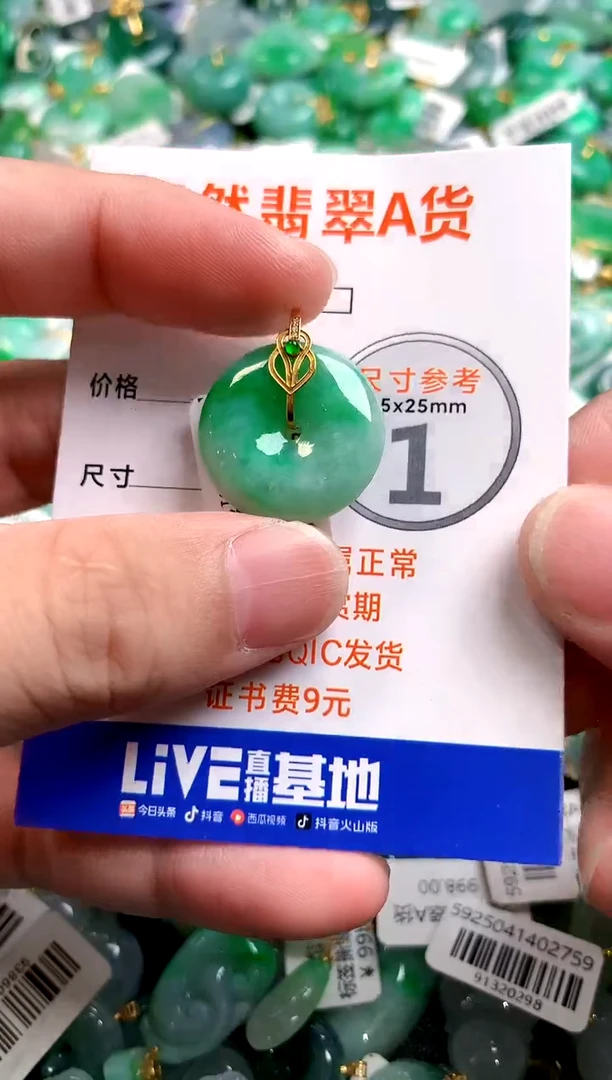 然翡翠A货
价格
尺寸参考
5x25mm
尺寸
1
正常
期
QIC发货
证书费9元
LiVE直播基地
今日头条 抖音 西瓜视频 抖音火山版
998.00
5925041402759
91320298